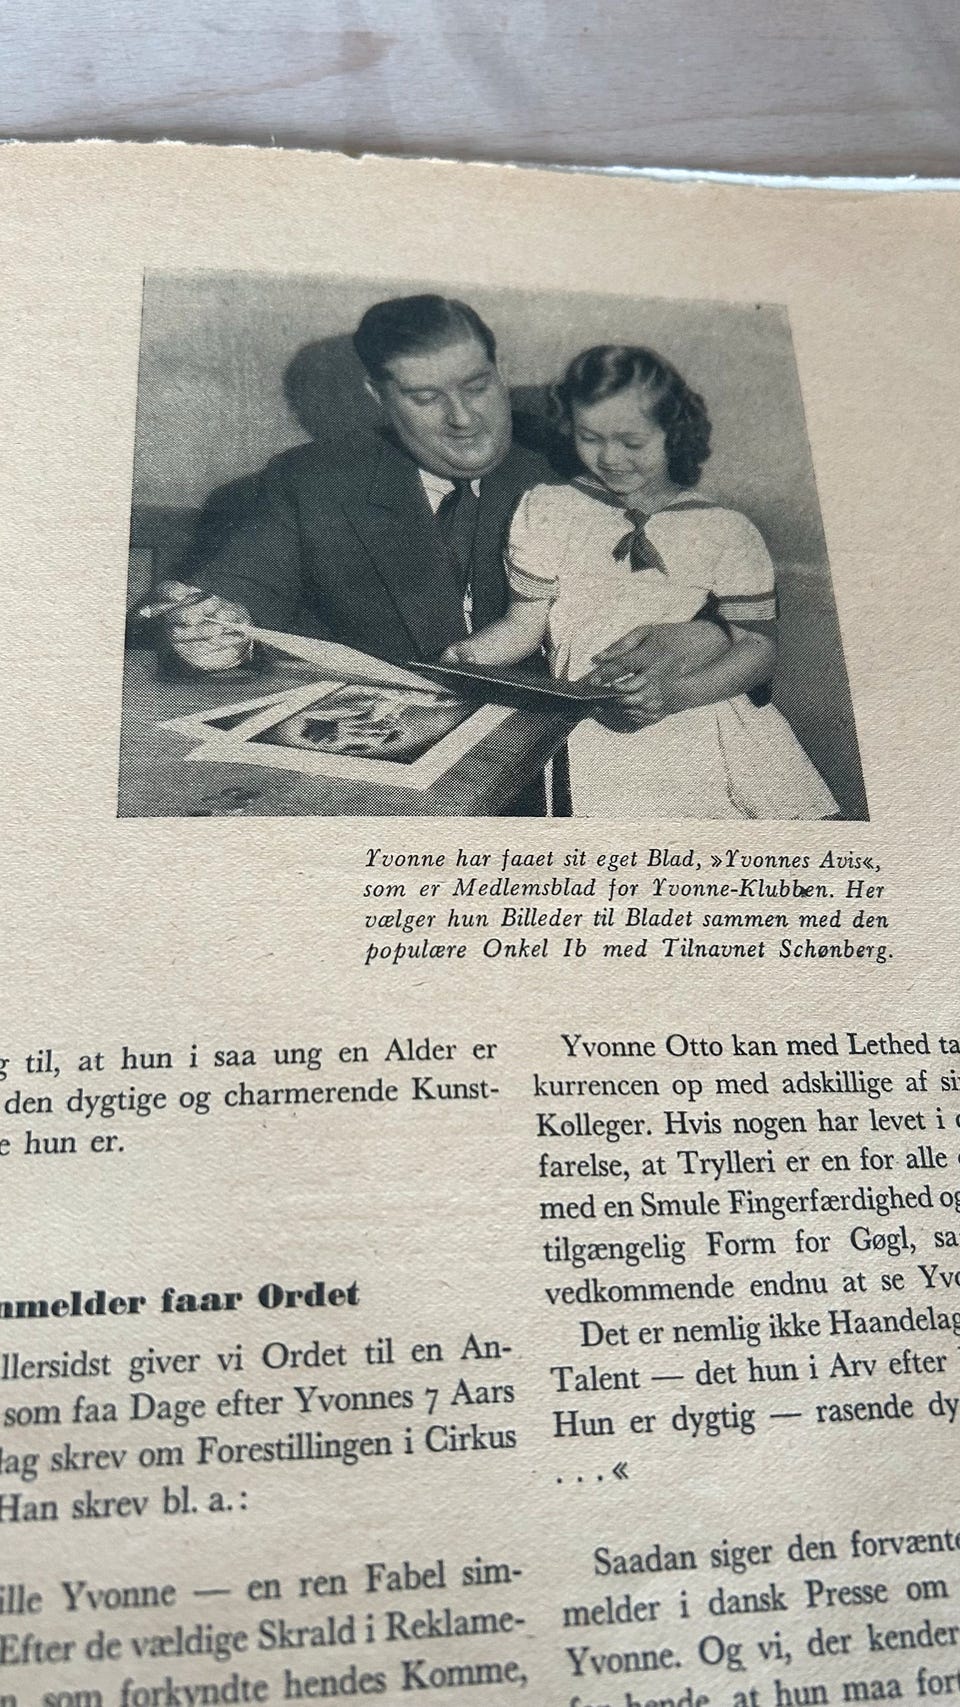 Yvonne har faaet sit eget Blad, »Yvonnes Avis«,
som er Medlemsblad for Yvonne-Klubben. Her
vælger hun Billeder til Bladet sammen med den
populære Onkel Ib med Tilnavnet Schønberg.
til, at hun i saa ung en Alder er
den dygtige og charmerende Kunst-
hun er.
faar Ordet
giver vi Ordet til en An-
som faa Dage efter Yvonnes 7 Aars
skrev om Forestillingen i Cirkus
Han skrev bl. a.:
Yvonne — en ren Fabel sim-
Efter de vældige Skrald i Reklame-
som forkyndte hendes Komme,
Yvonne Otto kan med Lethed ta
kurrencen op med adskillige af si
Kolleger. Hvis nogen har levet i
farelse, at Trylleri er en for alle
med en Smule Fingerfærdighed og
tilgængelig Form for Gøgl, sa
vedkommende endnu at se Yvo
Det er nemlig ikke Haandelag
Talent — det hun i Arv efter
Hun er dygtig — rasende dy
. . .«
Saadan siger den forvænte
melder i dansk Presse om
Yvonne. Og vi, der kender
hende, at hun maa fort